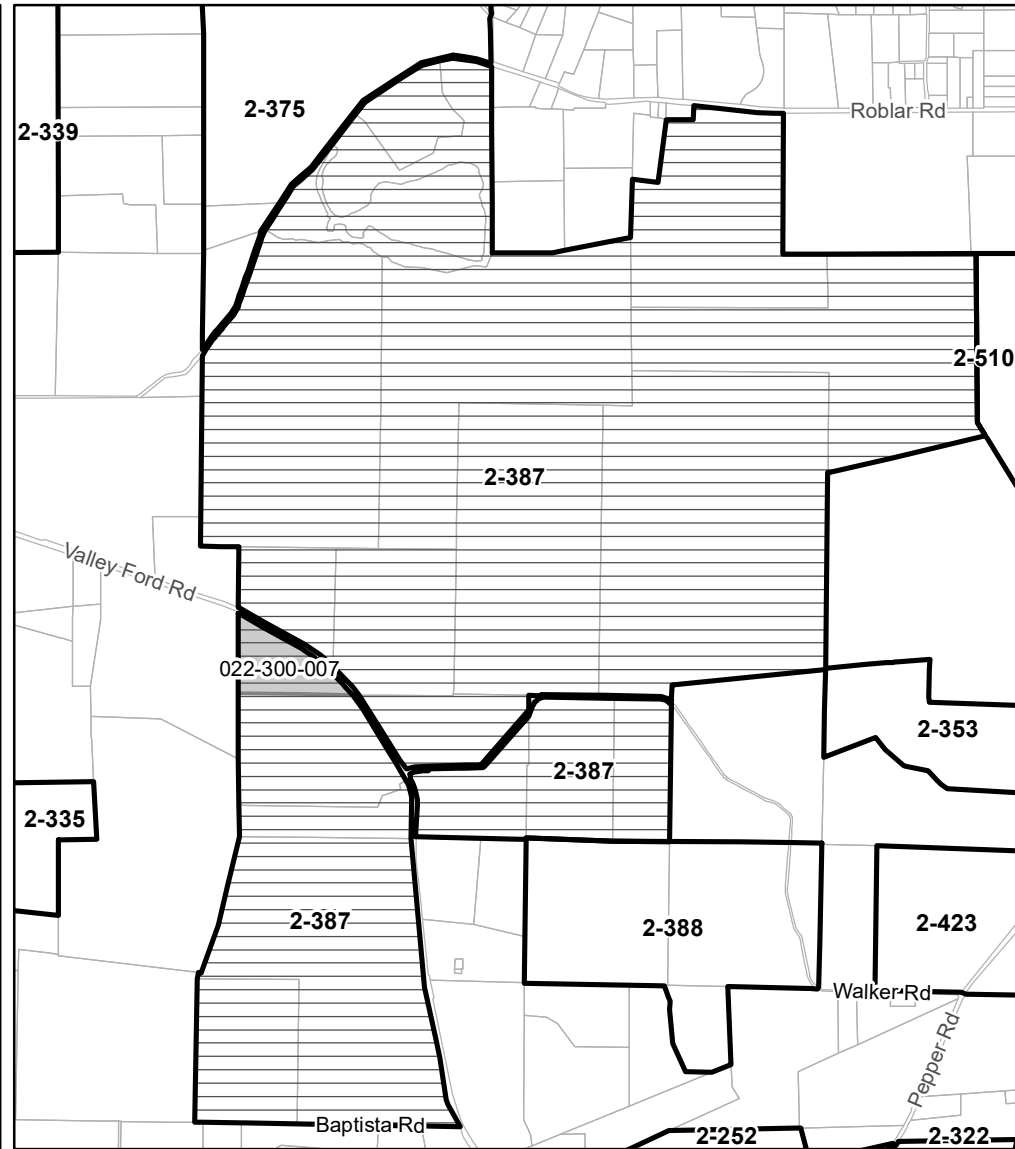 2-375
Roblar Rd
2-339
2-510
2-387
Valley Ford Rd
022-300-007
2-353
2-387
2-335
2-387
2-388
2-423
Walker Rd
Pepper Rd
Baptista Rd
2-252
2-322